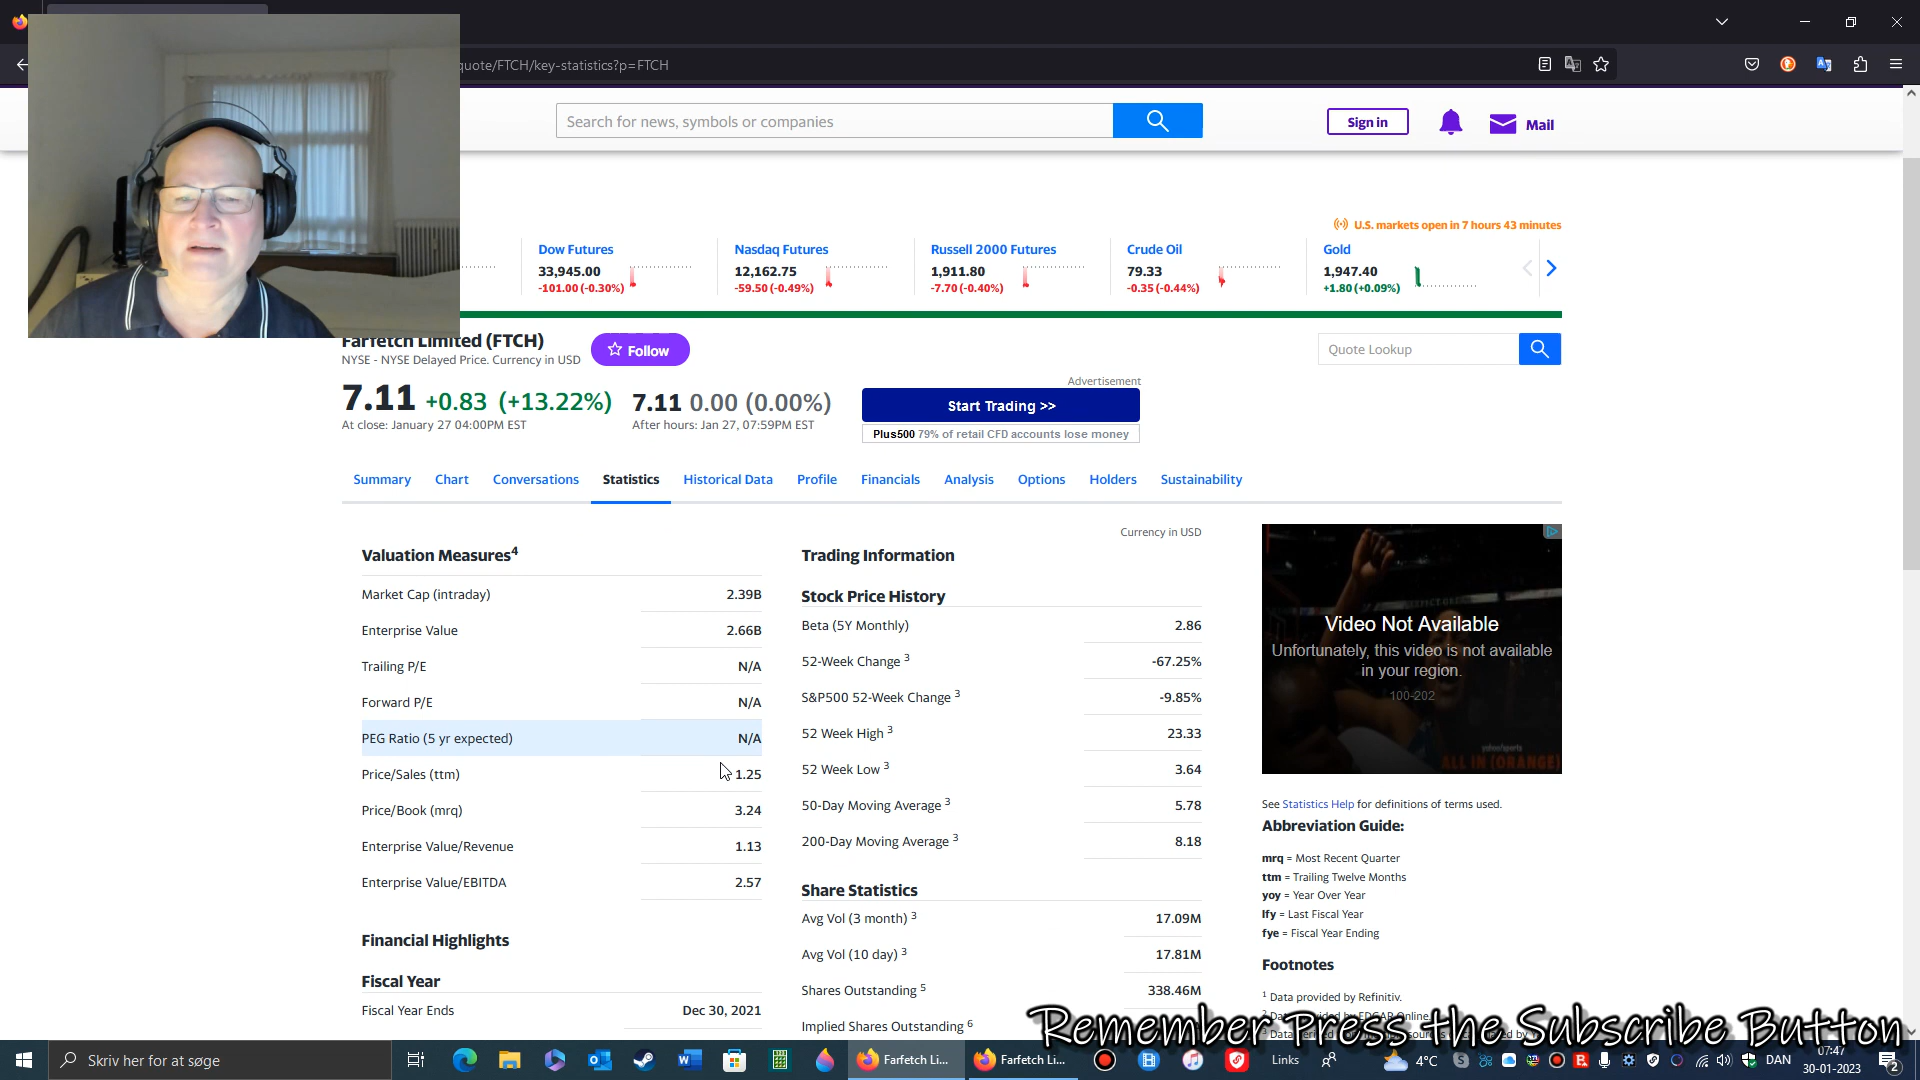 quote/FTCH/key-statistics?p=FTCH
Search for news, symbols or companies
Sign in
Mail
U.S. markets open in 7 hours 43 minutes
Dow Futures
33,945.00
-101.00 (-0.30%)
Nasdaq Futures
12,162.75
-59.50 (-0.49%)
Russell 2000 Futures
1,911.80
-7.70 (-0.40%)
Crude Oil
79.33
-0.35 (-0.44%)
Gold
1,947.40
+1.80 (+0.09%)
Farfetch Limited (FTCH)
NYSE - NYSE Delayed Price. Currency in USD
Follow
Quote Lookup
7.11 +0.83 (+13.22%)
At close: January 27 04:00PM EST
7.11 0.00 (0.00%)
After hours: Jan 27, 07:59PM EST
Advertisement
Start Trading >>
Plus500 79% of retail CFD accounts lose money
Summary Chart Conversations Statistics Historical Data Profile Financials Analysis Options Holders Sustainability
Currency in USD
Valuation Measures4
Market Cap (intraday) 2.39B
Enterprise Value 2.66B
Trailing P/E N/A
Forward P/E N/A
PEG Ratio (5 yr expected) N/A
Price/Sales (ttm) 1.25
Price/Book (mrq) 3.24
Enterprise Value/Revenue 1.13
Enterprise Value/EBITDA 2.57
Financial Highlights
Fiscal Year
Fiscal Year Ends Dec 30, 2021
Trading Information
Stock Price History
Beta (5Y Monthly) 2.86
52-Week Change 3 -67.25%
S&P500 52-Week Change 3 -9.85%
52 Week High 3 23.33
52 Week Low 3 3.64
50-Day Moving Average 3 5.78
200-Day Moving Average 3 8.18
Share Statistics
Avg Vol (3 month) 3 17.09M
Avg Vol (10 day) 3 17.81M
Shares Outstanding 5 338.46M
Implied Shares Outstanding 6
Video Not Available
Unfortunately, this video is not available
in your region.
100-202
yahoo!sports
ALL IN (ORANGE)
See Statistics Help for definitions of terms used.
Abbreviation Guide:
mrq = Most Recent Quarter
ttm = Trailing Twelve Months
yoy = Year Over Year
lfy = Last Fiscal Year
fye = Fiscal Year Ending
Footnotes
1 Data provided by Refinitiv.
Remember Press the Subscribe Button
Skriv her for at søge
Farfetch Li...
Farfetch Li...
Links
4°C
DAN
07:47
30-01-2023
2